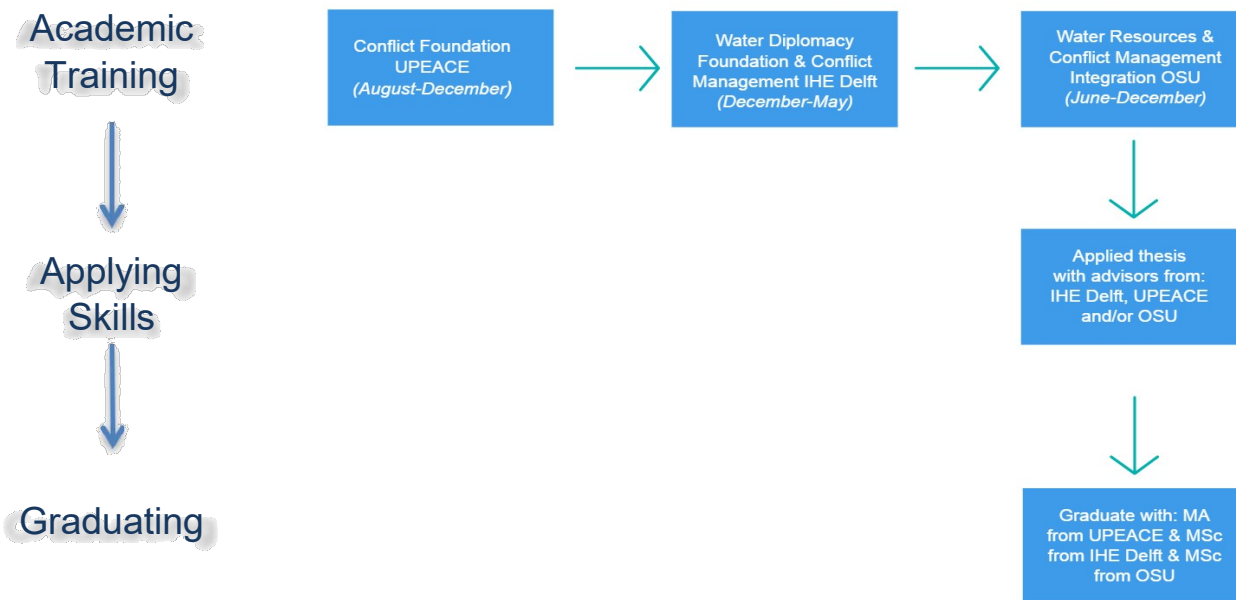 Academic
Training
Conflict Foundation
UPEACE
(August-December)
Water Diplomacy
Foundation & Conflict
Management IHE Delft
(December-May)
Water Resources &
Conflict Management
Integration OSU
(June-December)
Applying
Skills
Applied thesis
with advisors from:
IHE Delft, UPEACE
and/or OSU
Graduating
Graduate with: MA
from UPEACE & MSc
from IHE Delft & MSc
from OSU